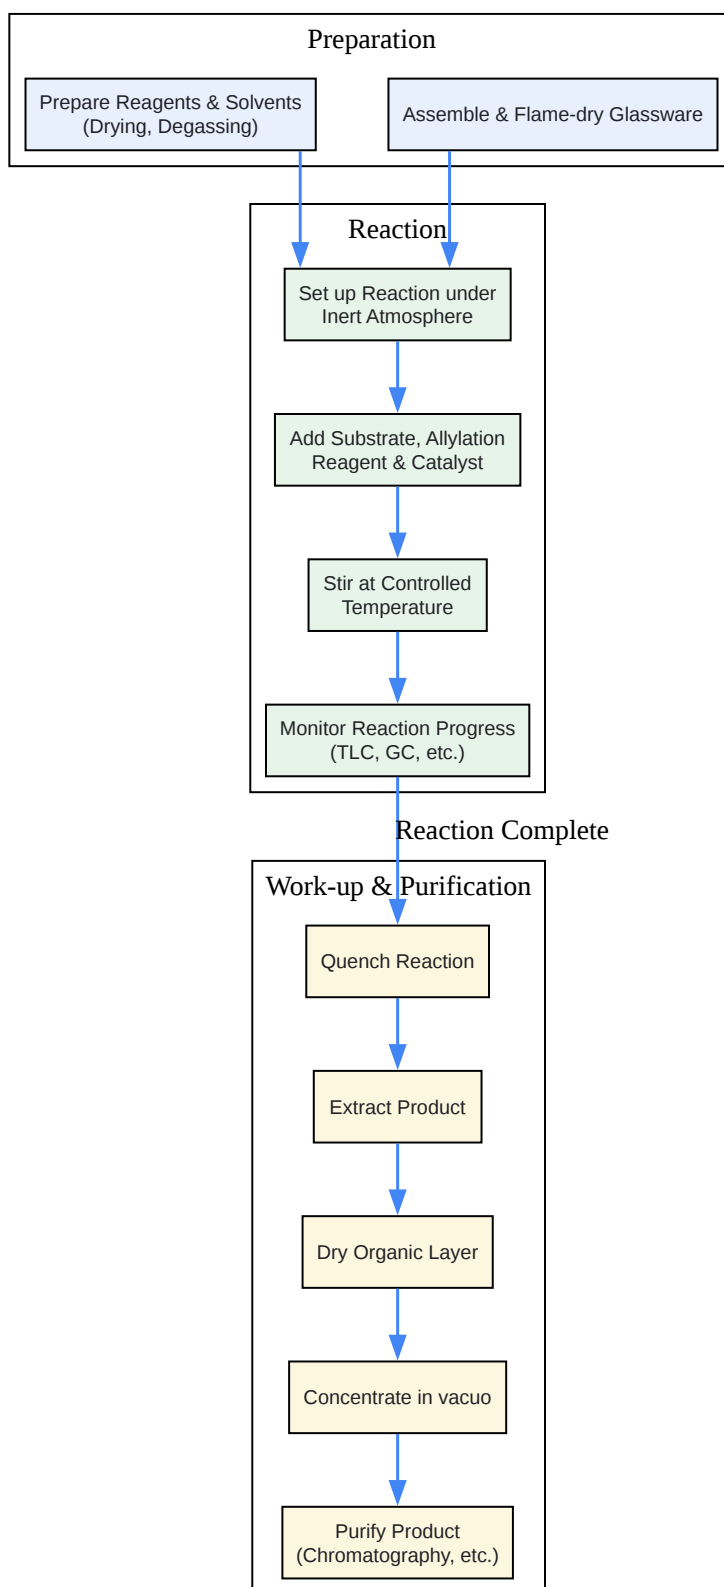 Preparation
Prepare Reagents & Solvents
(Drying, Degassing)
Assemble & Flame-dry Glassware
Reaction
Set up Reaction under
Inert Atmosphere
Add Substrate, Allylation
Reagent & Catalyst
Stir at Controlled
Temperature
Monitor Reaction Progress
(TLC, GC, etc.)
Reaction Complete
Work-up & Purification
Quench Reaction
Extract Product
Dry Organic Layer
Concentrate in vacuo
Purify Product
(Chromatography, etc.)